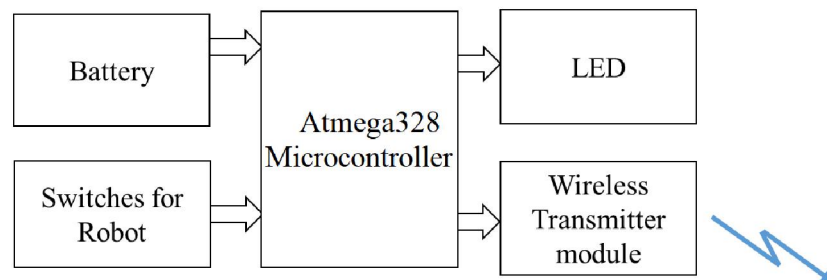 Battery
LED
Atmega328
Microcontroller
Switches for
Robot
Wireless
Transmitter
module